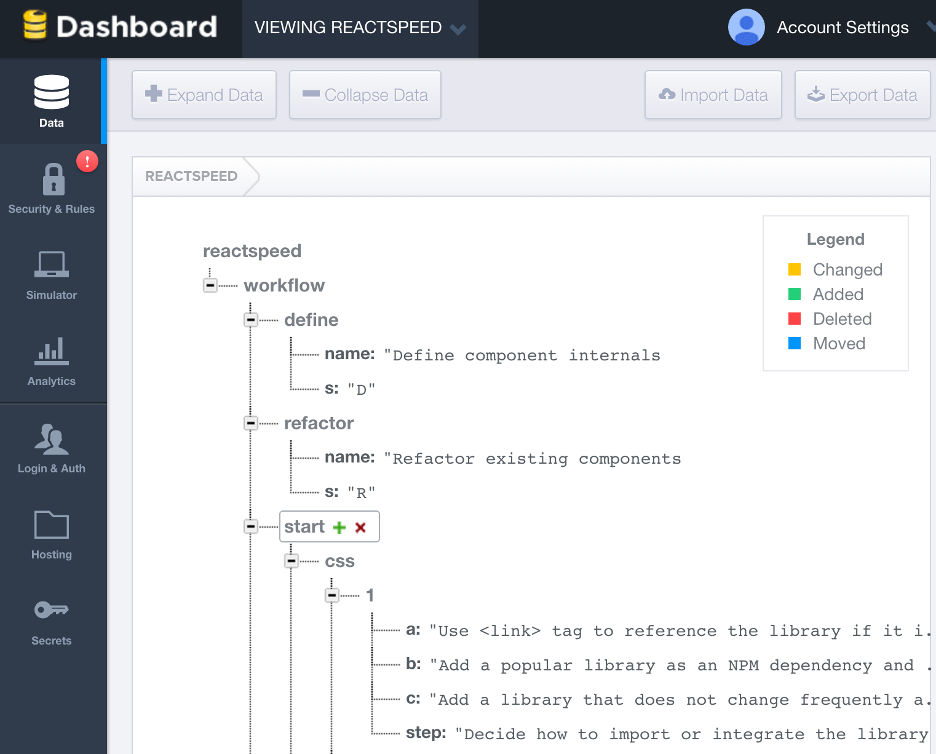 Dashboard
VIEWING REACTSPEED
Account Settings
Data
Security & Rules
!
Simulator
Analytics
Login & Auth
Hosting
Secrets
Expand Data
Collapse Data
Import Data
Export Data
REACTSPEED
Legend
Changed
Added
Deleted
Moved
reactspeed
workflow
define
name: "Define component internals
s: "D"
refactor
name: "Refactor existing components
s: "R"
start
css
1
a: "Use <link> tag to reference the library if it i.
b: "Add a popular library as an NPM dependency and .
c: "Add a library that does not change frequently a.
step: "Decide how to import or integrate the library